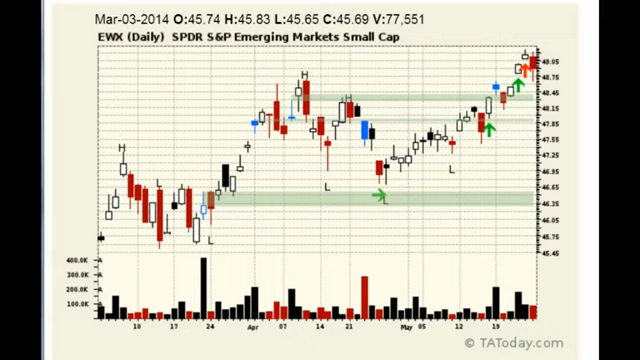 Mar-03-2014 O:45.74 H:45.83 L:45.65 C:45.69 V:77,551
EWX (Daily) SPDR S&P Emerging Markets Small Cap
49.05
48.75
48.45
48.15
47.85
47.55
47.25
46.95
46.65
46.35
46.05
45.75
45.45
H
H
H
L
L
L
L
L
400.0K
300.0K
200.0K
100.0K
10 17 24 Apr 07 14 21 May 05 12 19
© TAToday.com